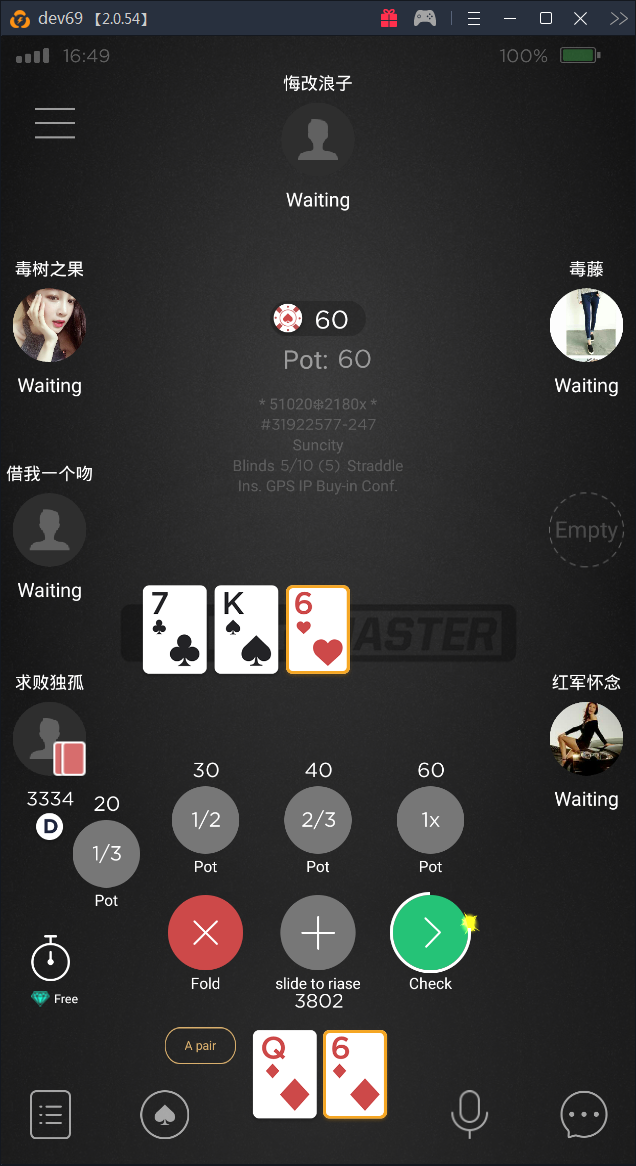 dev69 【2.0.54】
16:49
100%
悔改浪子
Waiting
毒树之果
Waiting
毒藤
Waiting
60
Pot: 60
* 51020❉2180x *
#31922577-247
Suncity
Blinds 5/10 (5) Straddle
Ins. GPS IP Buy-in Conf.
借我一个吻
Waiting
Empty
7
K
6
ASTER
求败独孤
3334
D
红军怀念
Waiting
20
1/3
Pot
30
1/2
Pot
40
2/3
Pot
60
1x
Pot
Fold
slide to riase
3802
Check
Free
A pair
Q
6